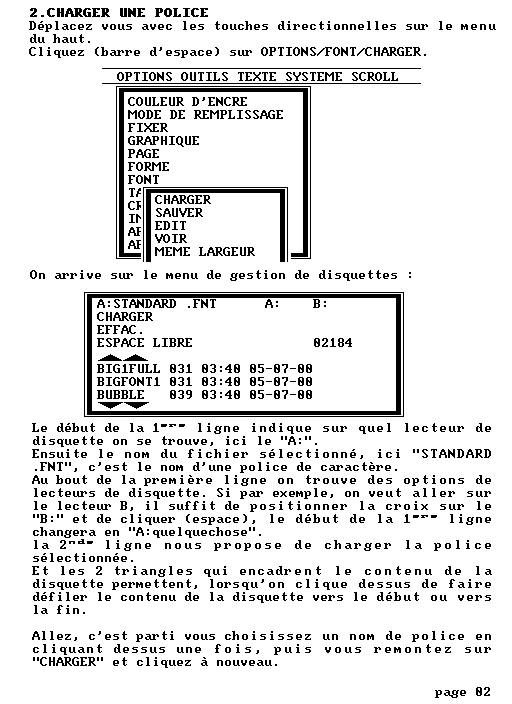 2.CHARGER UNE POLICE
Déplacez vous avec les touches directionnelles sur le menu
du haut.
Cliquez (barre d'espace) sur OPTIONS/FONT/CHARGER.
OPTIONS OUTILS TEXTE SYSTEME SCROLL
COULEUR D'ENCRE
MODE DE REMPLISSAGE
FIXER
GRAPHIQUE
PAGE
FORME
FONT
TA
CR
IN
AF
AF
CHARGER
SAUVER
EDIT
VOIR
MEME LARGEUR
On arrive sur le menu de gestion de disquettes :
A:STANDARD .FNT A: B:
CHARGER
EFFAC.
ESPACE LIBRE 02184
BIG1FULL 031 03:40 05-07-00
BIGFONT1 031 03:40 05-07-00
BUBBLE 039 03:40 05-07-00
Le début de la 1ère ligne indique sur quel lecteur de
disquette on se trouve, ici le "A:".
Ensuite le nom du fichier sélectionné, ici "STANDARD
.FNT", c'est le nom d'une police de caractère.
Au bout de la première ligne on trouve des options de
lecteurs de disquette. Si par exemple, on veut aller sur
le lecteur B, il suffit de positionner la croix sur le
"B:" et de cliquer (espace), le début de la 1ère ligne
changera en "A:quelquechose".
la 2nde ligne nous propose de charger la police
sélectionnée.
Et les 2 triangles qui encadrent le contenu de la
disquette permettent, lorsqu'on clique dessus de faire
défiler le contenu de la disquette vers le début ou vers
la fin.
Allez, c'est parti vous choisissez un nom de police en
cliquant dessus une fois, puis vous remontez sur
"CHARGER" et cliquez à nouveau.
page 02